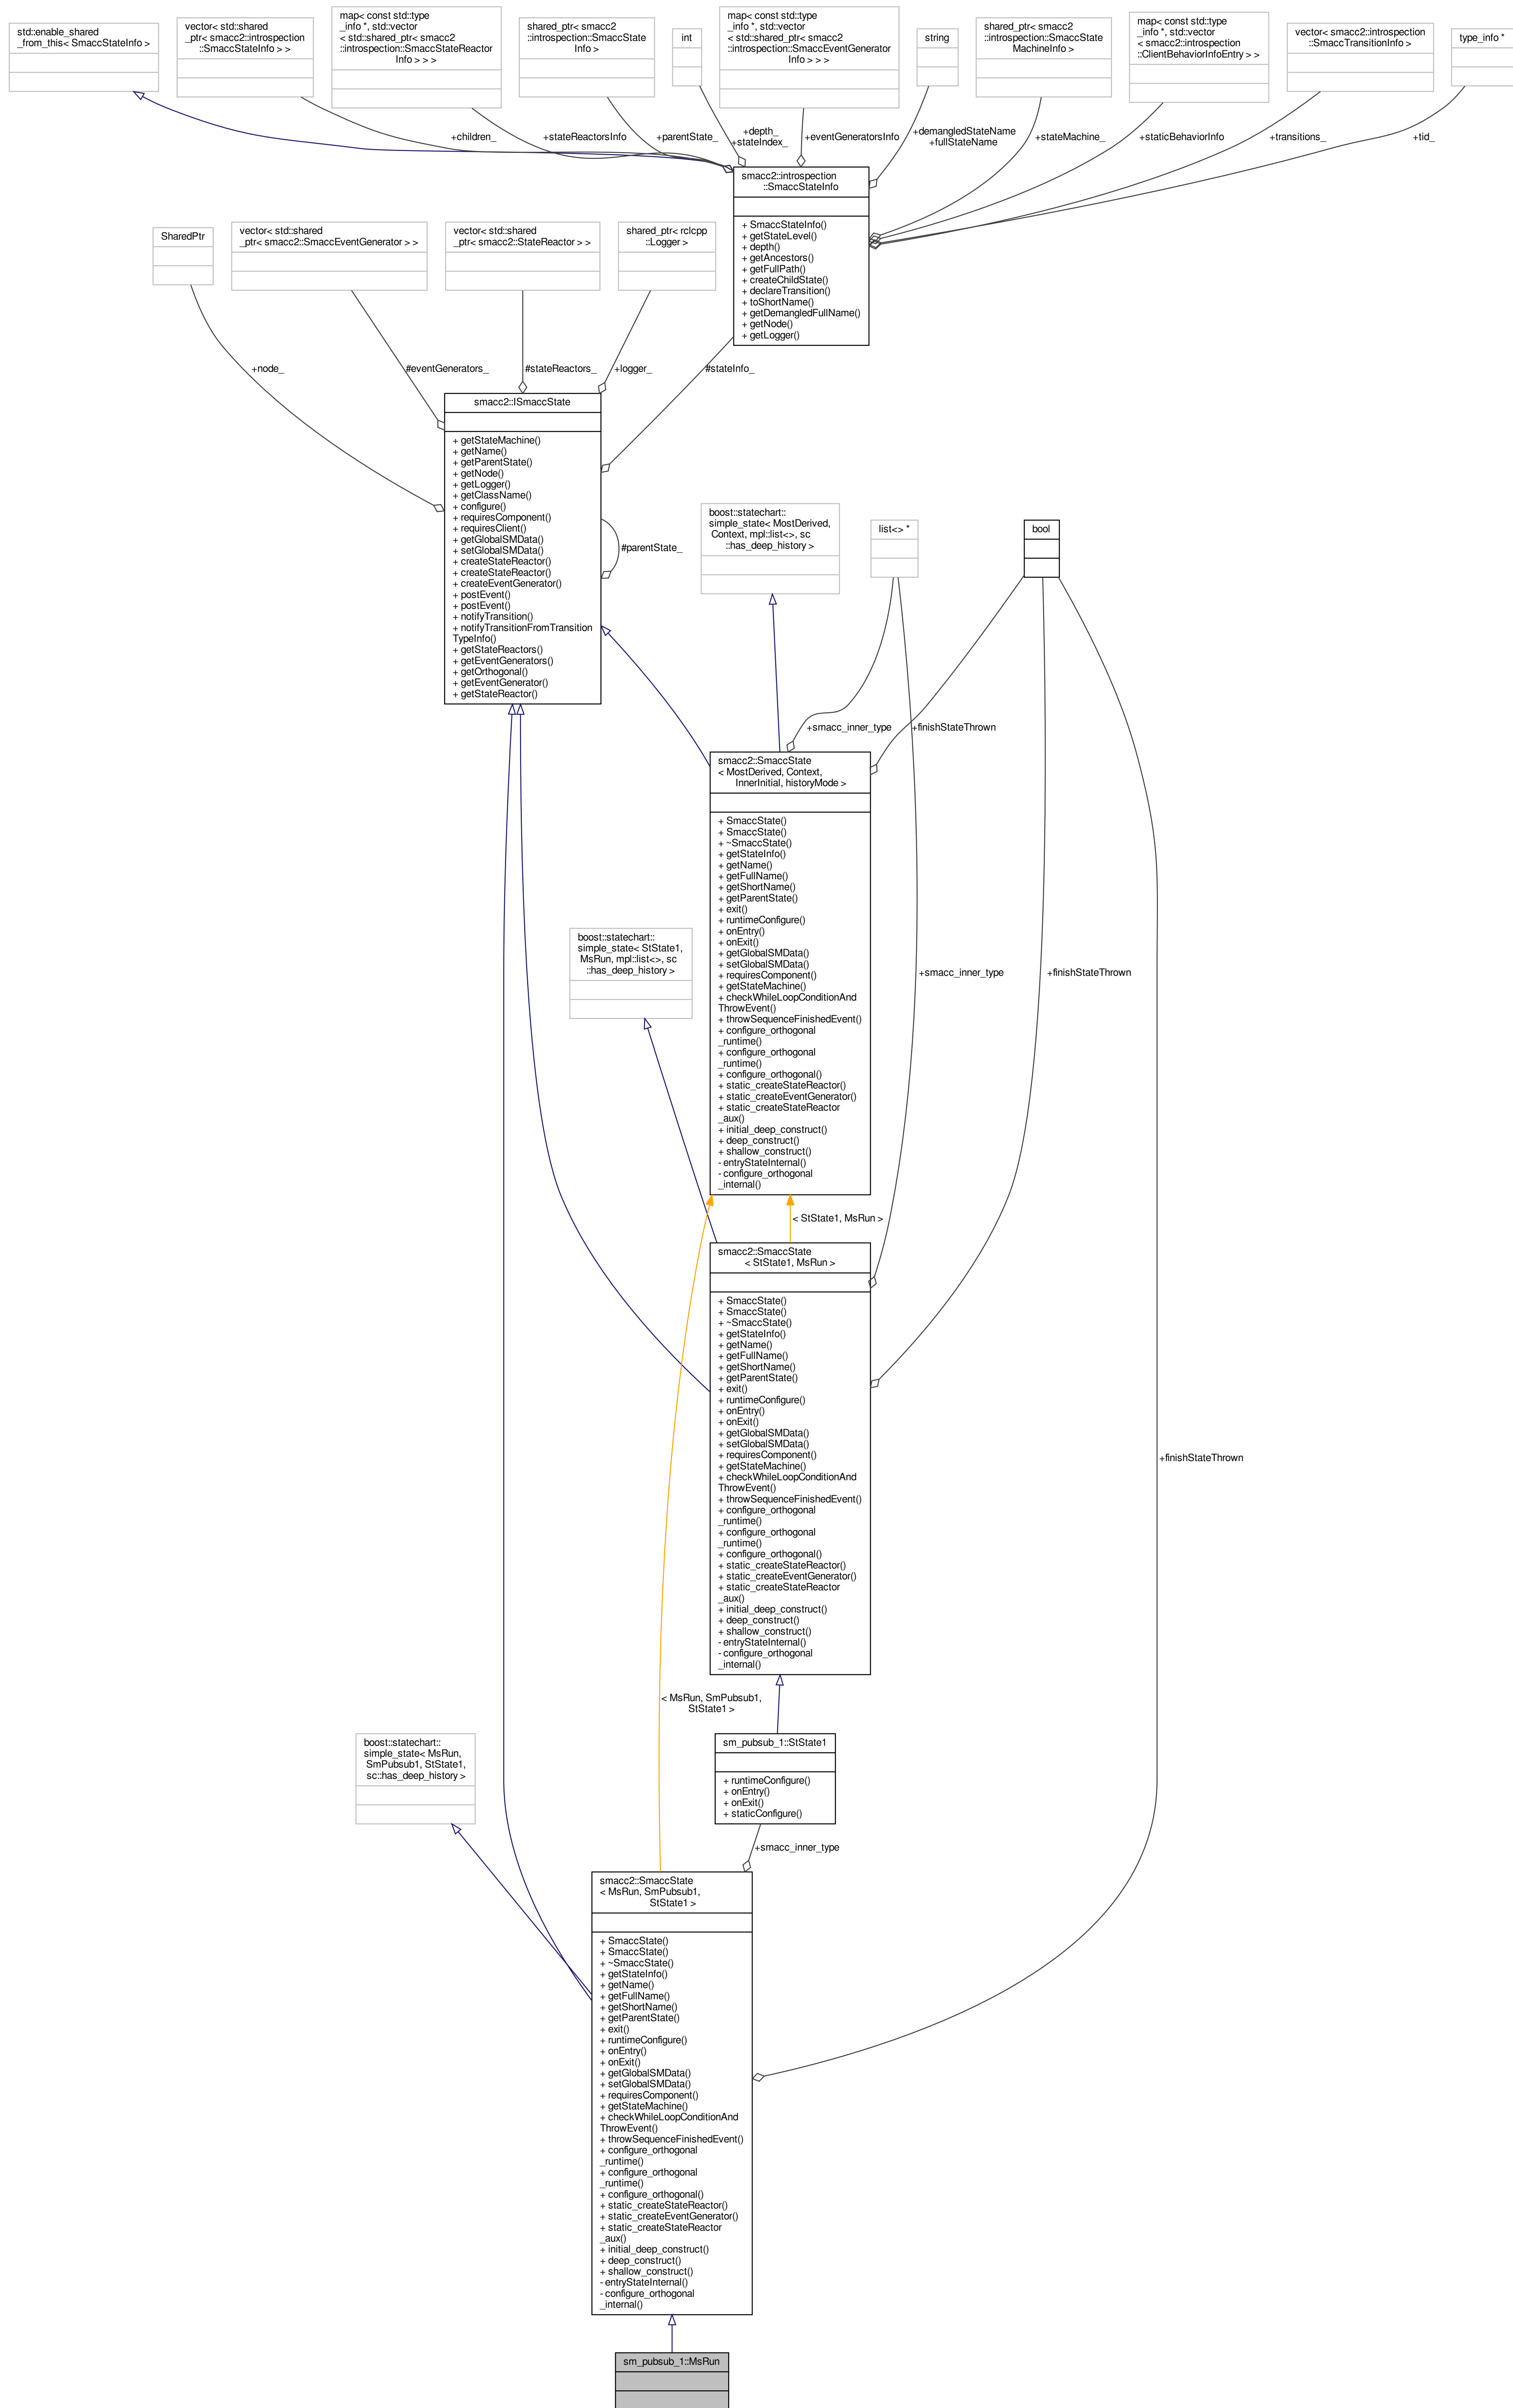 std::enable_shared
_from_this< SmaccStateInfo >
vector< std::shared
_ptr< smacc2::introspection
::SmaccStateInfo > >
map< const std::type
_info *, std::vector
< std::shared_ptr< smacc2
::introspection::SmaccStateReactor
Info > > >
shared_ptr< smacc2
::introspection::SmaccState
Info >
int
map< const std::type
_info *, std::vector
< std::shared_ptr< smacc2
::introspection::SmaccEventGenerator
Info > > >
string
shared_ptr< smacc2
::introspection::SmaccState
MachineInfo >
map< const std::type
_info *, std::vector
< smacc2::introspection
::ClientBehaviorInfoEntry > >
vector< smacc2::introspection
::SmaccTransitionInfo >
type_info *
+children_
+stateReactorsInfo
+parentState_
+depth_
+stateIndex_
+eventGeneratorsInfo
+demangledStateName
+fullStateName
+stateMachine_
+staticBehaviorInfo
+transitions_
+tid_
smacc2::introspection
::SmaccStateInfo
+ SmaccStateInfo()
+ getStateLevel()
+ depth()
+ getAncestors()
+ getFullPath()
+ createChildState()
+ declareTransition()
+ toShortName()
+ getDemangledFullName()
+ getNode()
+ getLogger()
SharedPtr
vector< std::shared
_ptr< smacc2::SmaccEventGenerator > >
vector< std::shared
_ptr< smacc2::StateReactor > >
shared_ptr< rclcpp
::Logger >
+node_
#eventGenerators_
#stateReactors_
+logger_
#stateInfo_
smacc2::ISmaccState
+ getStateMachine()
+ getName()
+ getParentState()
+ getNode()
+ getLogger()
+ getClassName()
+ configure()
+ requiresComponent()
+ requiresClient()
+ getGlobalSMData()
+ setGlobalSMData()
+ createStateReactor()
+ createStateReactor()
+ createEventGenerator()
+ postEvent()
+ postEvent()
+ notifyTransition()
+ notifyTransitionFromTransition
TypeInfo()
+ getStateReactors()
+ getEventGenerators()
+ getOrthogonal()
+ getEventGenerator()
+ getStateReactor()
#parentState_
boost::statechart::
simple_state< MostDerived,
Context, mpl::list<>, sc
::has_deep_history >
list<> *
bool
+smacc_inner_type
+finishStateThrown
smacc2::SmaccState
< MostDerived, Context,
InnerInitial, historyMode >
+ SmaccState()
+ SmaccState()
+ ~SmaccState()
+ getStateInfo()
+ getName()
+ getFullName()
+ getShortName()
+ getParentState()
+ exit()
+ runtimeConfigure()
+ onEntry()
+ onExit()
+ getGlobalSMData()
+ setGlobalSMData()
+ requiresComponent()
+ getStateMachine()
+ checkWhileLoopConditionAnd
ThrowEvent()
+ throwSequenceFinishedEvent()
+ configure_orthogonal
_runtime()
+ configure_orthogonal
_runtime()
+ configure_orthogonal()
+ static_createStateReactor()
+ static_createEventGenerator()
+ static_createStateReactor
_aux()
+ initial_deep_construct()
+ deep_construct()
+ shallow_construct()
- entryStateInternal()
- configure_orthogonal
_internal()
boost::statechart::
simple_state< StState1,
MsRun, mpl::list<>, sc
::has_deep_history >
+smacc_inner_type
+finishStateThrown
< StState1, MsRun >
smacc2::SmaccState
< StState1, MsRun >
+ SmaccState()
+ SmaccState()
+ ~SmaccState()
+ getStateInfo()
+ getName()
+ getFullName()
+ getShortName()
+ getParentState()
+ exit()
+ runtimeConfigure()
+ onEntry()
+ onExit()
+ getGlobalSMData()
+ setGlobalSMData()
+ requiresComponent()
+ getStateMachine()
+ checkWhileLoopConditionAnd
ThrowEvent()
+ throwSequenceFinishedEvent()
+ configure_orthogonal
_runtime()
+ configure_orthogonal
_runtime()
+ configure_orthogonal()
+ static_createStateReactor()
+ static_createEventGenerator()
+ static_createStateReactor
_aux()
+ initial_deep_construct()
+ deep_construct()
+ shallow_construct()
- entryStateInternal()
- configure_orthogonal
_internal()
+finishStateThrown
< MsRun, SmPubsub1,
StState1 >
boost::statechart::
simple_state< MsRun,
SmPubsub1, StState1,
sc::has_deep_history >
sm_pubsub_1::StState1
+ runtimeConfigure()
+ onEntry()
+ onExit()
+ staticConfigure()
+smacc_inner_type
smacc2::SmaccState
< MsRun, SmPubsub1,
StState1 >
+ SmaccState()
+ SmaccState()
+ ~SmaccState()
+ getStateInfo()
+ getName()
+ getFullName()
+ getShortName()
+ getParentState()
+ exit()
+ runtimeConfigure()
+ onEntry()
+ onExit()
+ getGlobalSMData()
+ setGlobalSMData()
+ requiresComponent()
+ getStateMachine()
+ checkWhileLoopConditionAnd
ThrowEvent()
+ throwSequenceFinishedEvent()
+ configure_orthogonal
_runtime()
+ configure_orthogonal
_runtime()
+ configure_orthogonal()
+ static_createStateReactor()
+ static_createEventGenerator()
+ static_createStateReactor
_aux()
+ initial_deep_construct()
+ deep_construct()
+ shallow_construct()
- entryStateInternal()
- configure_orthogonal
_internal()
sm_pubsub_1::MsRun